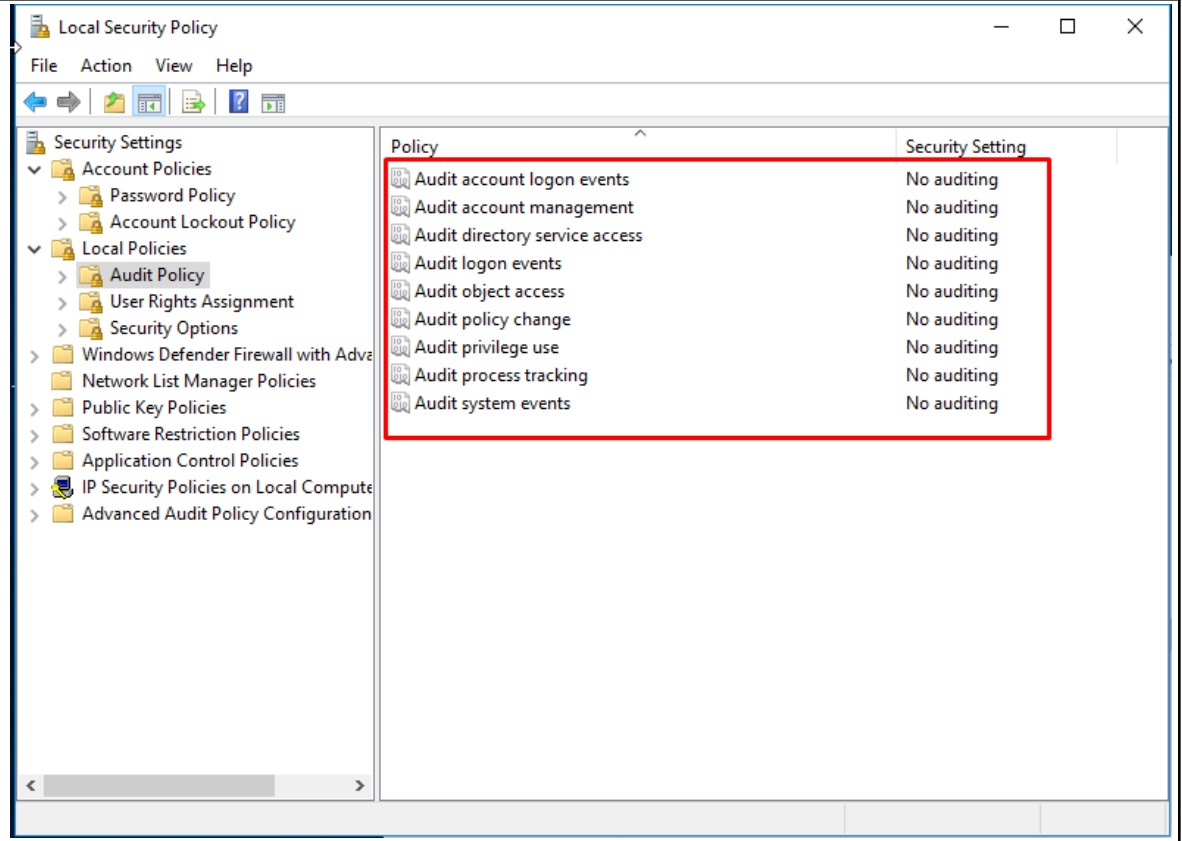 Local Security Policy
File Action View Help
Security Settings
Account Policies
Password Policy
Account Lockout Policy
Local Policies
Audit Policy
User Rights Assignment
Security Options
Windows Defender Firewall with Adva
Network List Manager Policies
Public Key Policies
Software Restriction Policies
Application Control Policies
IP Security Policies on Local Compute
Advanced Audit Policy Configuration
Policy Security Setting
Audit account logon events No auditing
Audit account management No auditing
Audit directory service access No auditing
Audit logon events No auditing
Audit object access No auditing
Audit policy change No auditing
Audit privilege use No auditing
Audit process tracking No auditing
Audit system events No auditing